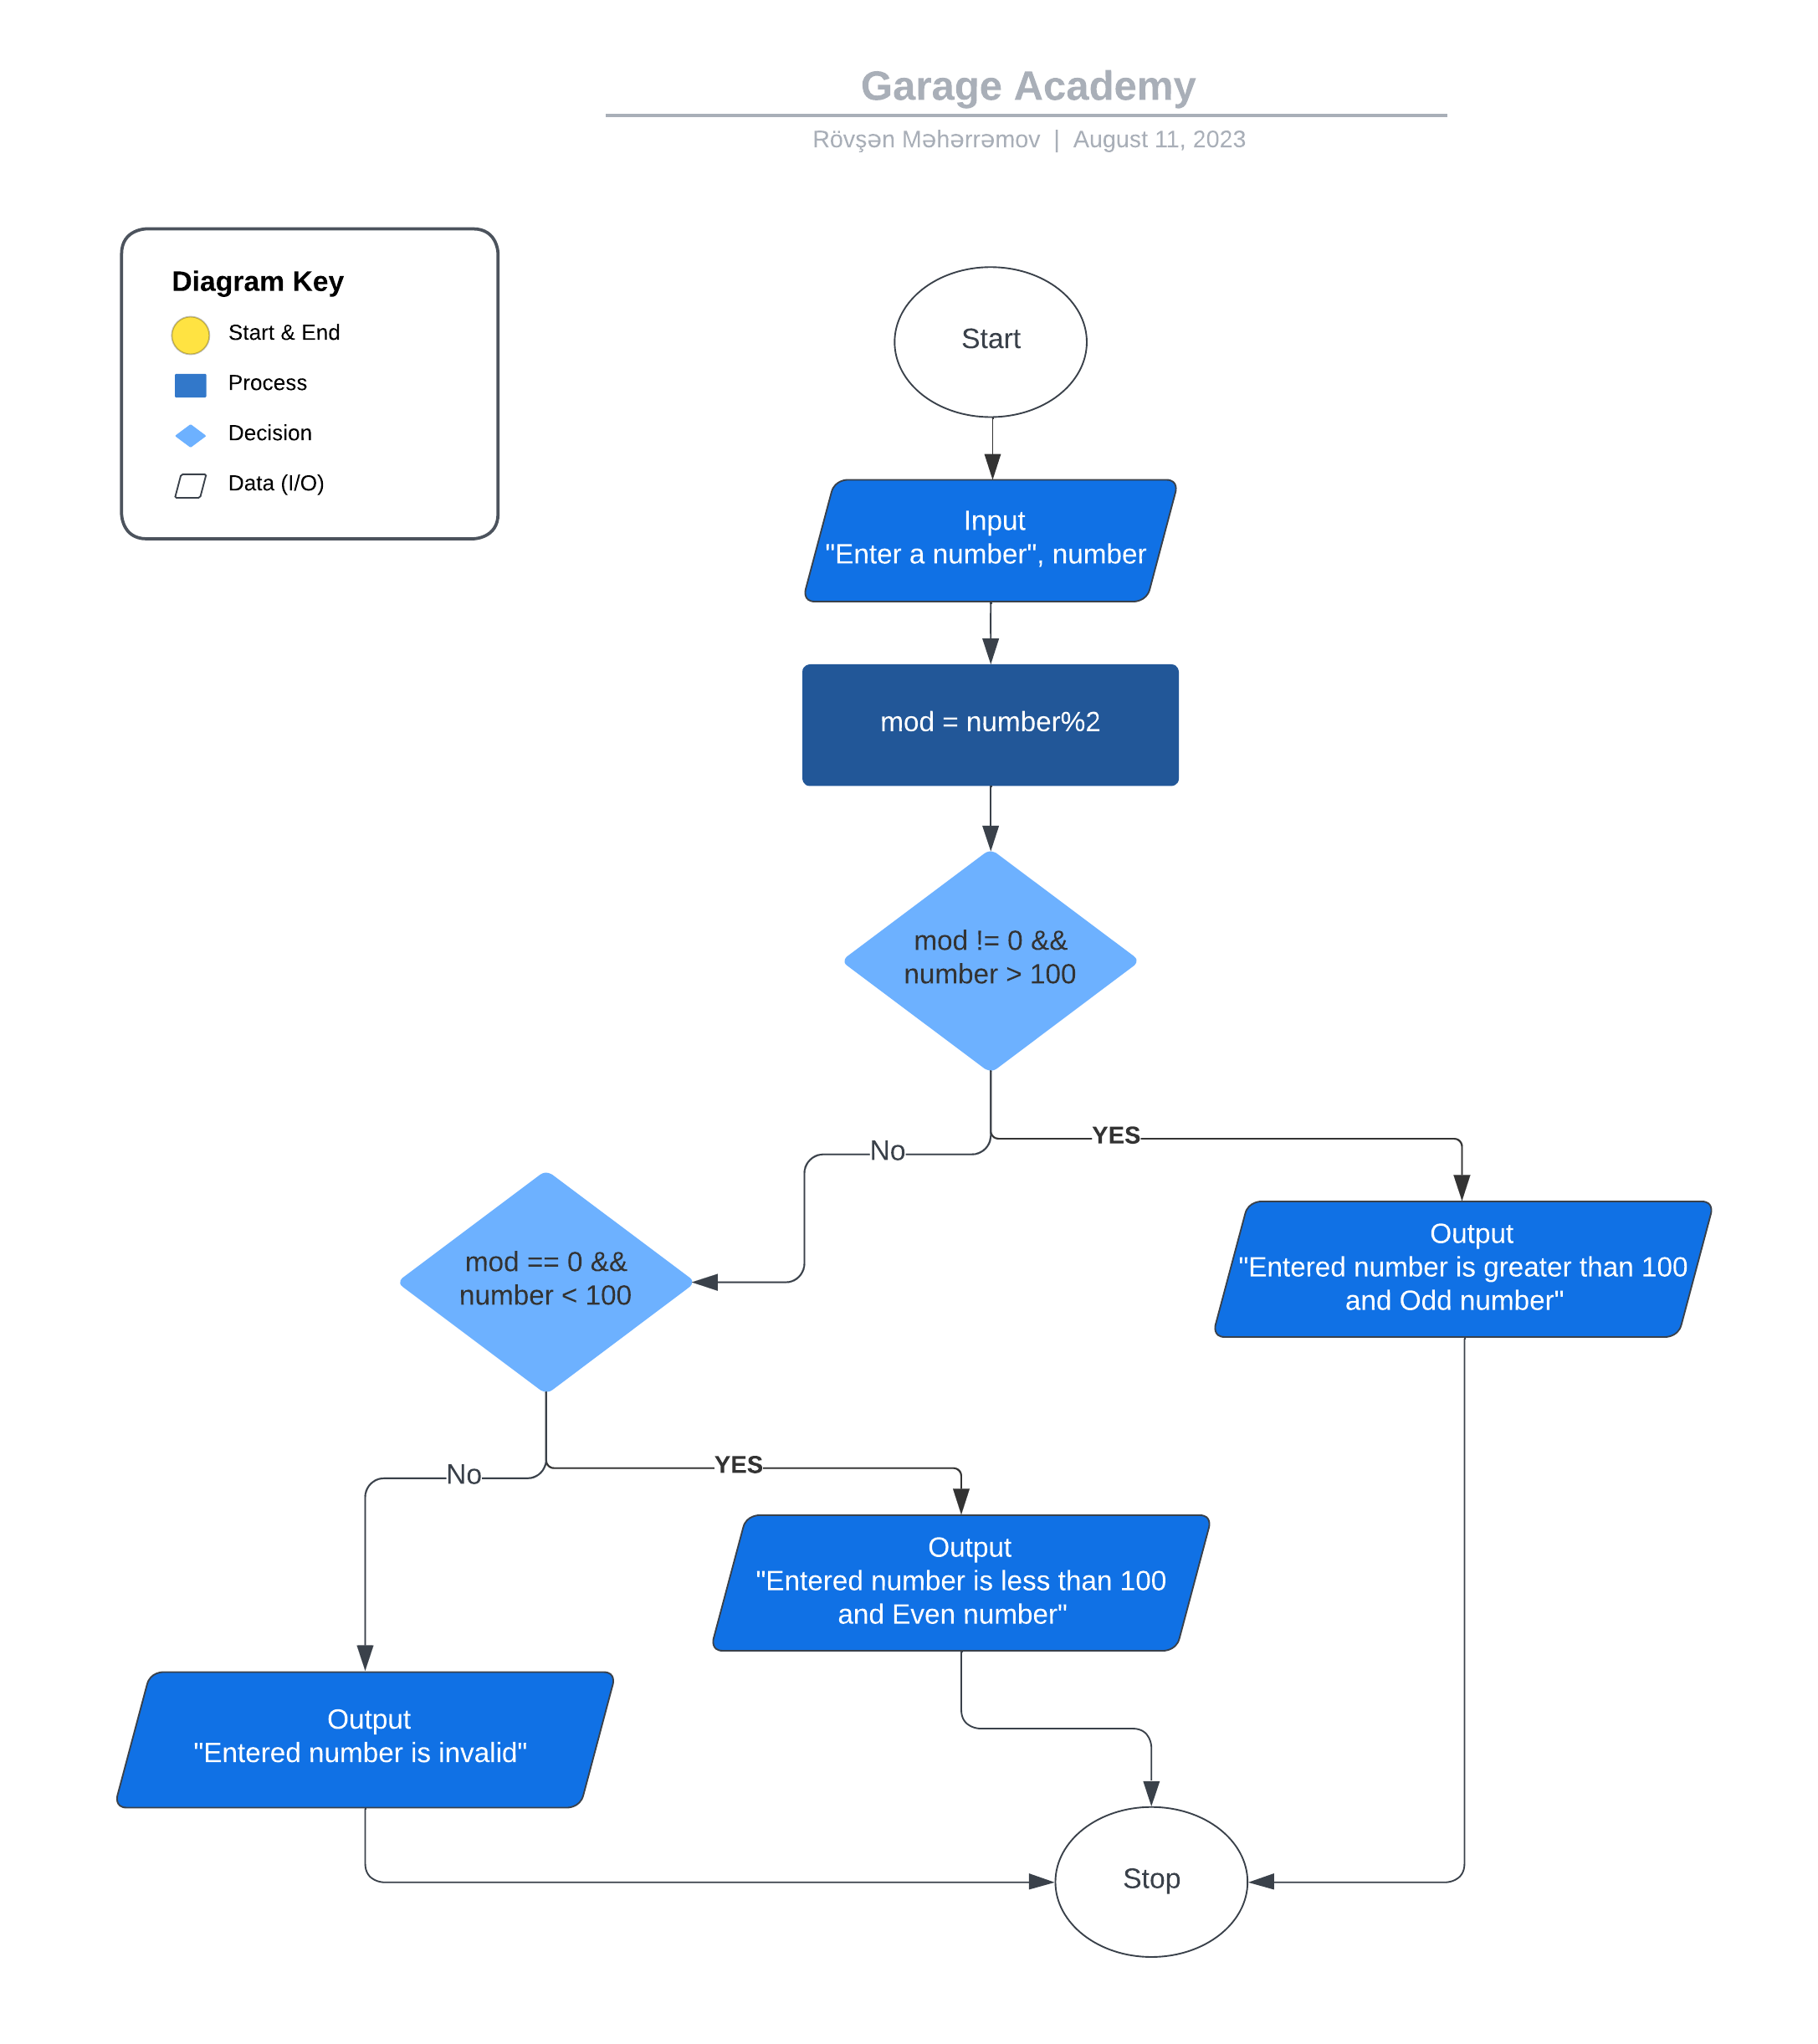 Garage Academy
Rövşən Məhərrəmov | August 11, 2023
Diagram Key
Start & End
Process
Decision
Data (I/O)
Start
Input
"Enter a number", number
mod = number%2
mod != 0 &&
number > 100
No
YES
mod == 0 &&
number < 100
Output
"Entered number is greater than 100
and Odd number"
No
YES
Output
"Entered number is less than 100
and Even number"
Output
"Entered number is invalid"
Stop